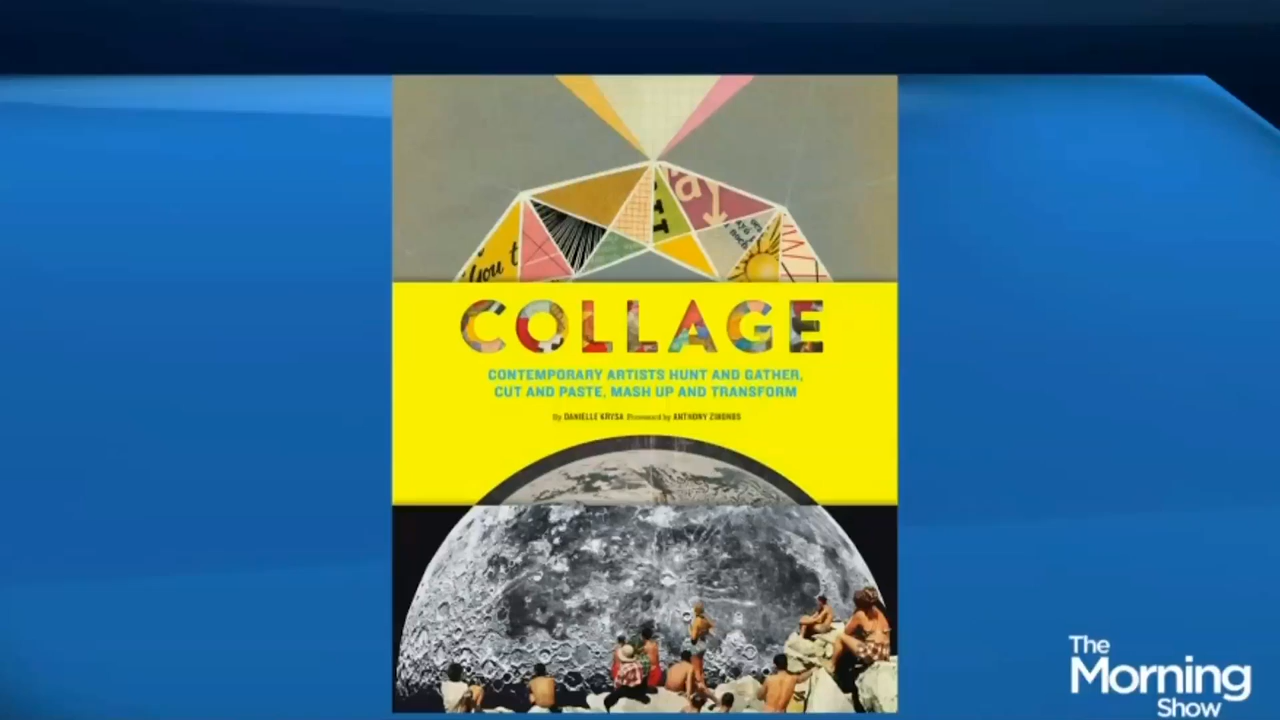 You t
COLLAGE
CONTEMPORARY ARTISTS HUNT AND GATHER,
CUT AND PASTE, MASH UP AND TRANSFORM
By DANIELLE KRYSA Foreword by ANTHONY ZINONOS
The
Morning
Show